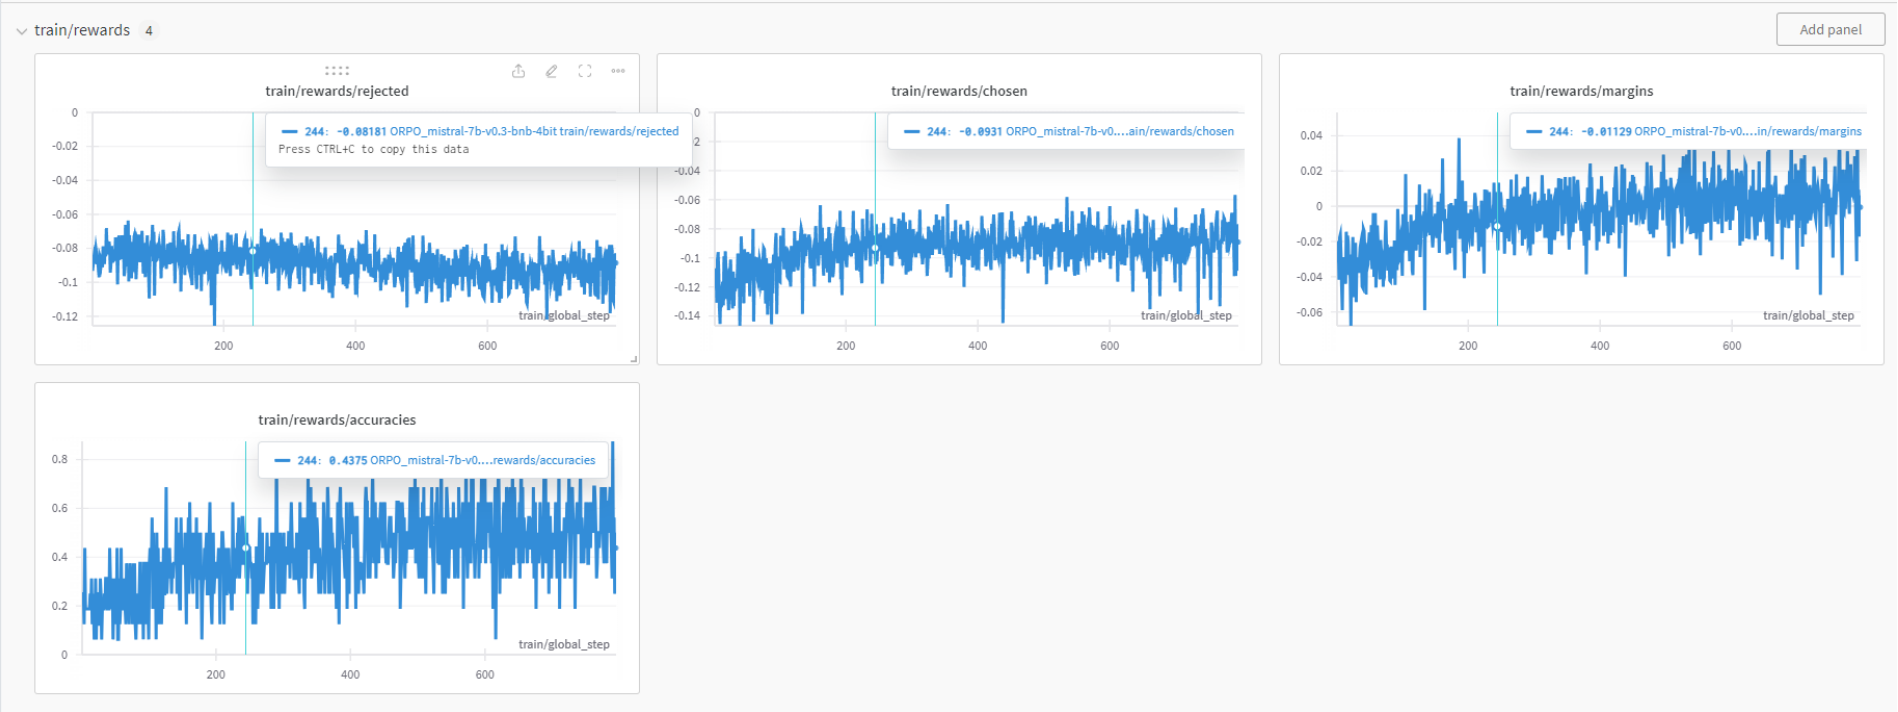 train/rewards 4
Add panel
train/rewards/rejected
244: -0.08181 ORPO_mistral-7b-v0.3-bnb-4bit train/rewards/rejected
Press CTRL+C to copy this data
0
-0.02
-0.04
-0.06
-0.08
-0.1
-0.12
train/global_step
200 400 600
train/rewards/chosen
244: -0.0931 ORPO_mistral-7b-v0....ain/rewards/chosen
0
2
-0.04
-0.06
-0.08
-0.1
-0.12
-0.14
train/global_step
200 400 600
train/rewards/margins
244: -0.01129 ORPO_mistral-7b-v0....in/rewards/margins
0.04
0.02
0
-0.02
-0.04
-0.06
train/global_step
200 400 600
train/rewards/accuracies
244: 0.4375 ORPO_mistral-7b-v0....rewards/accuracies
0.8
0.6
0.4
0.2
0
train/global_step
200 400 600